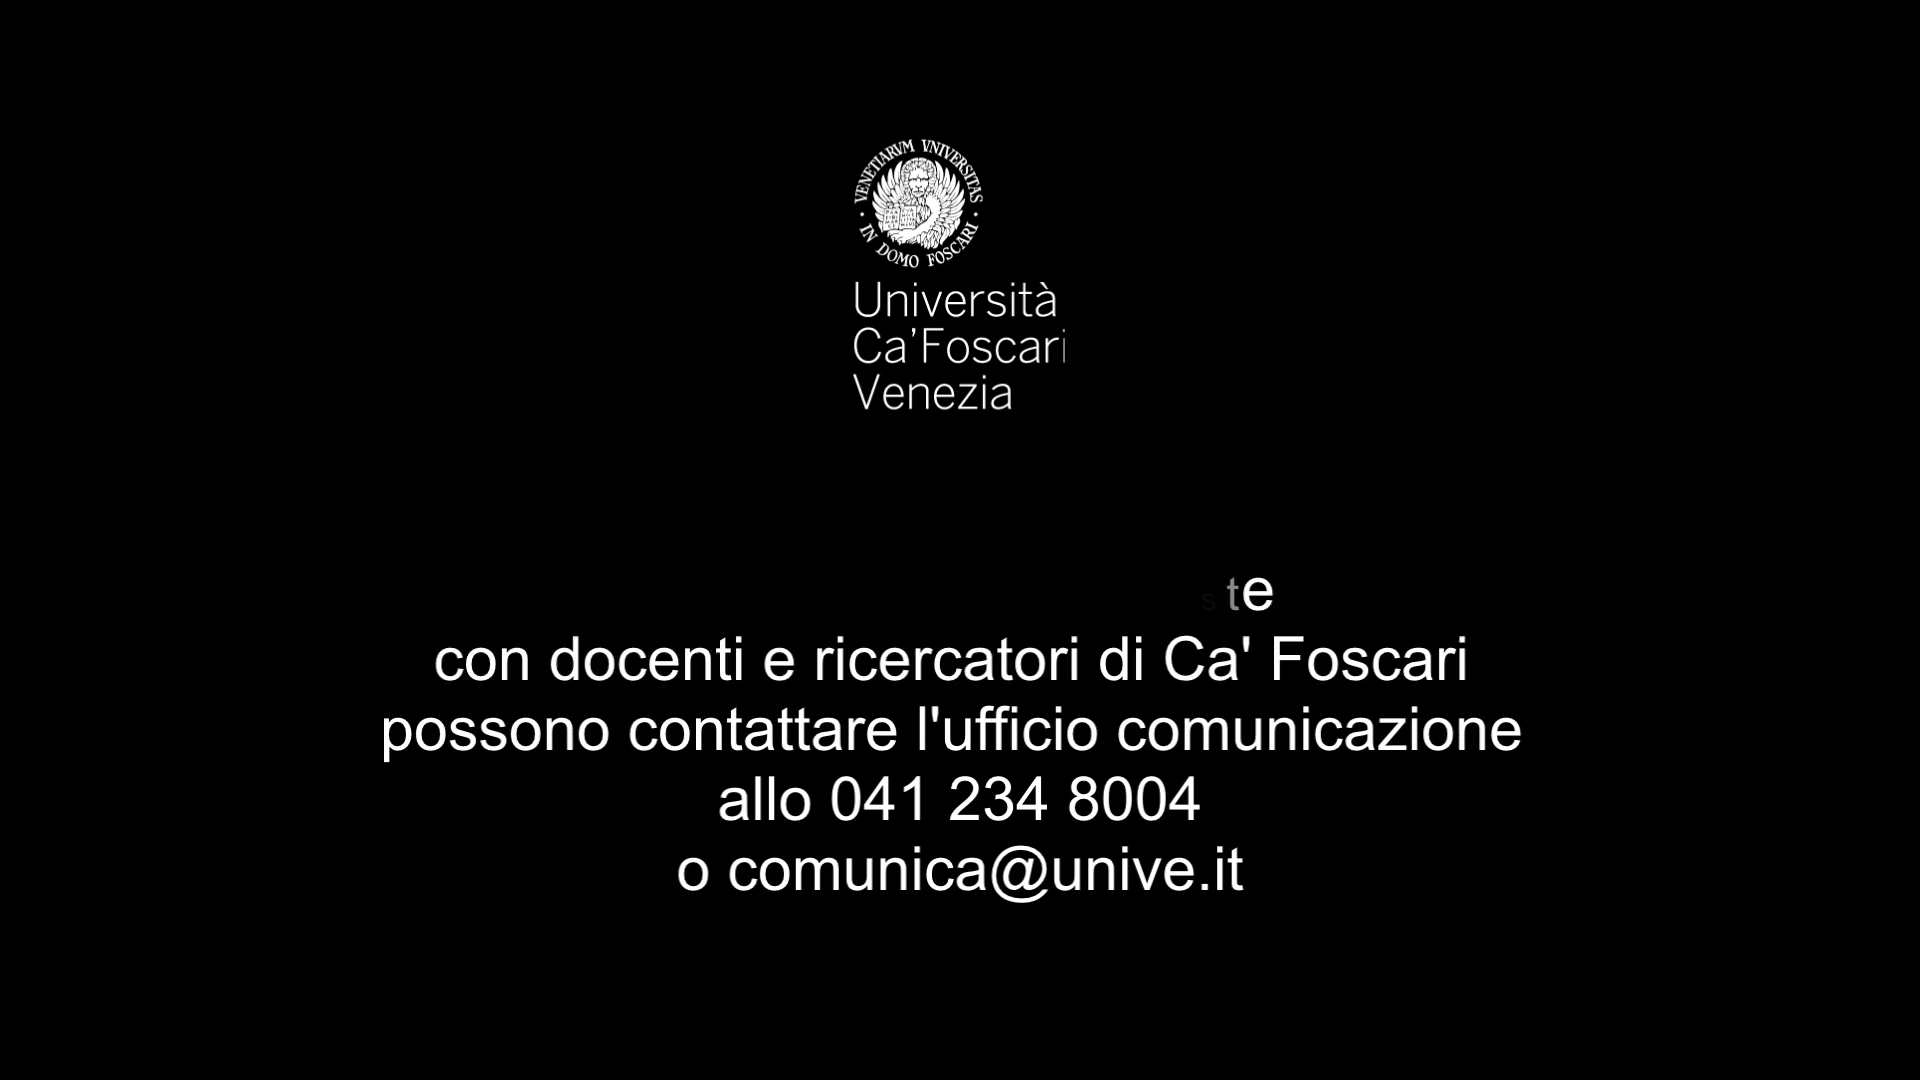 VENETIARVM VNIVERSITAS
IN DOMO FOSCARI
Università
Ca'Foscari
Venezia
con docenti e ricercatori di Ca' Foscari
possono contattare l'ufficio comunicazione
allo 041 234 8004
o comunica@unive.it